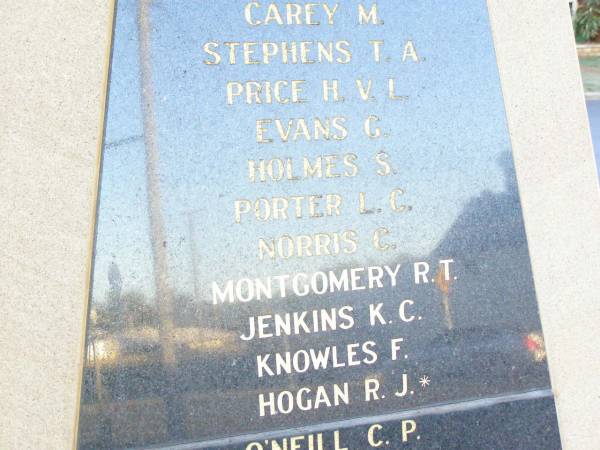 CAREY M.
STEPHENS T. A.
PRICE H. V. L.
EVANS G.
HOLMES S.
PORTER L. C.
NORRIS C.
MONTGOMERY R. T.
JENKINS K. C.
KNOWLES F.
HOGAN R. J.*
O'NEILL C. P.